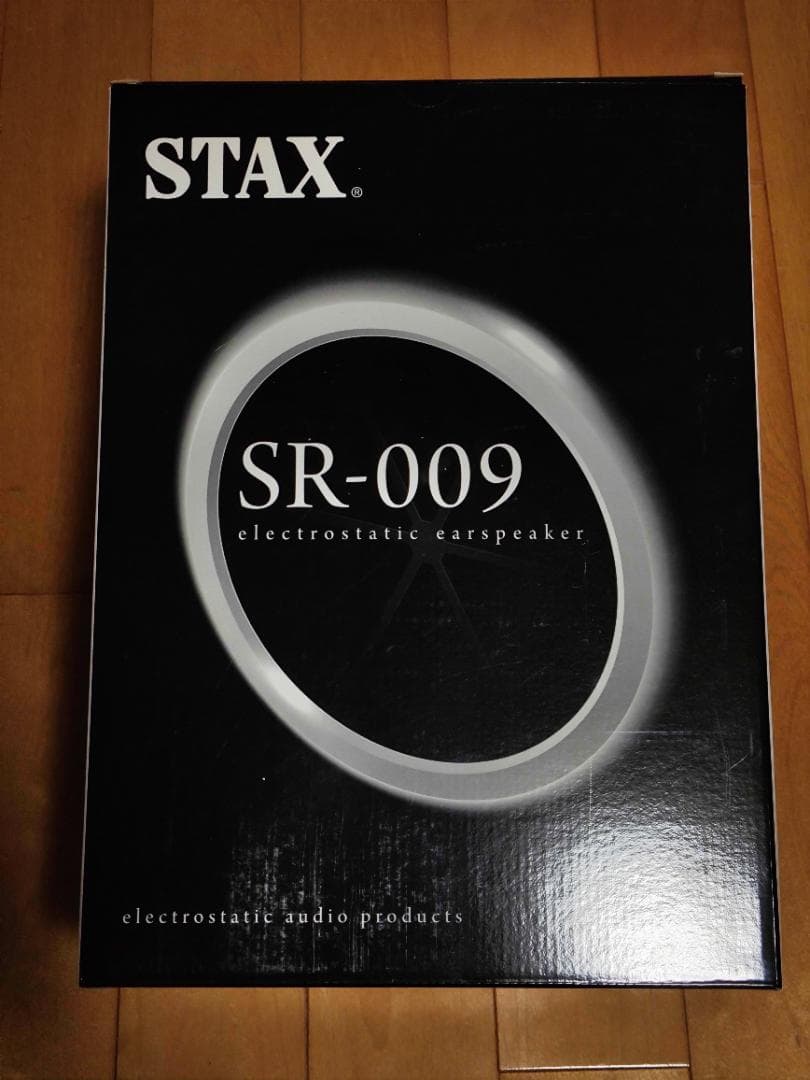 STAX®
SR-009
electrostatic earspeaker
electrostatic audio products